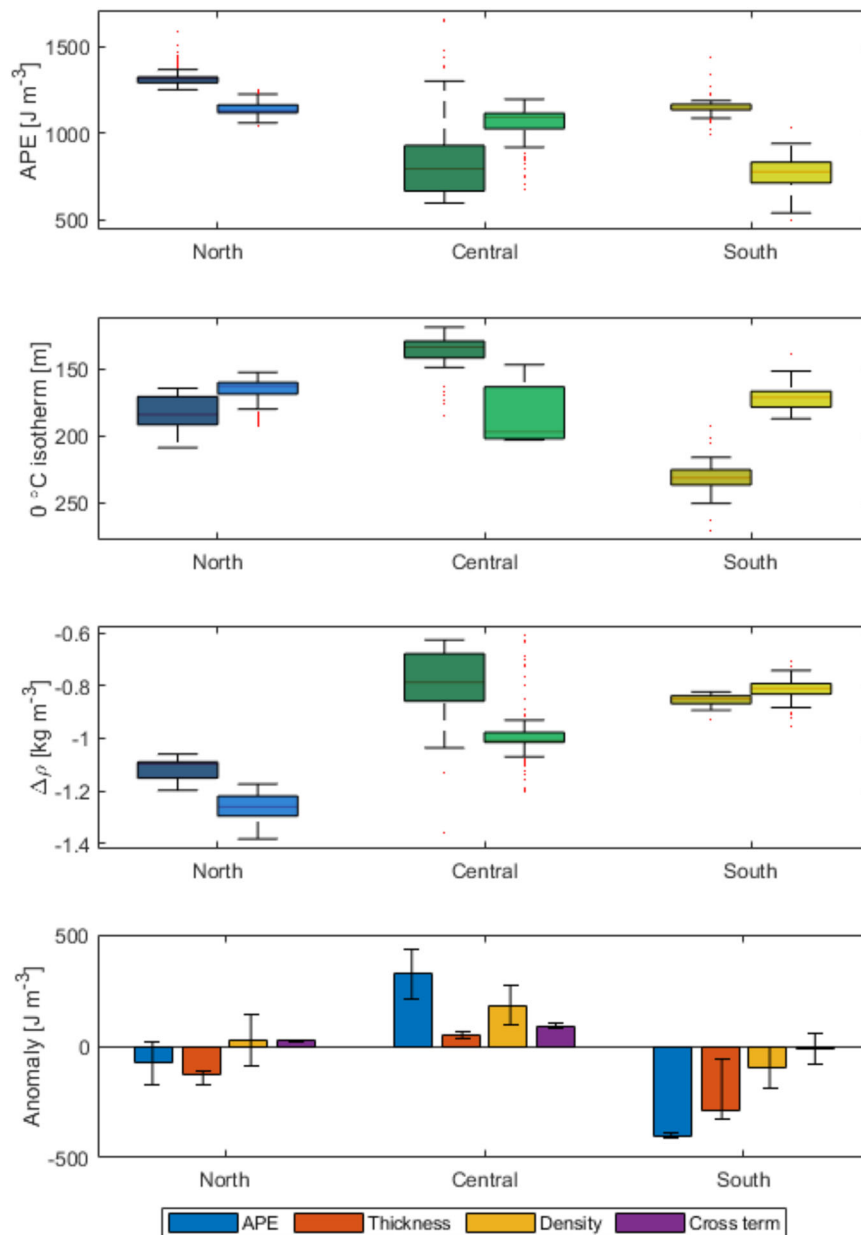 APE [J m-3]
1500
1000
500
North Central South
0 °C isotherm [m]
150
200
250
North Central South
Δρ [kg m-3]
-0.6
-0.8
-1
-1.2
-1.4
North Central South
Anomaly [J m-3]
500
0
-500
North Central South
APE Thickness Density Cross term